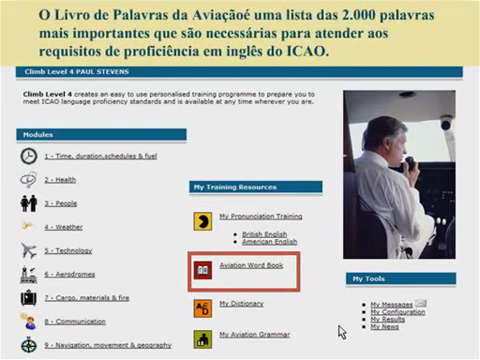 O Livro de Palavras da Aviaçãoé uma lista das 2.000 palavras
mais importantes que são necessárias para atender aos
requisitos de proficiência em inglês do ICAO.
Climb Level 4 PAUL STEVENS
Climb Level 4 creates an easy to use personalised training programme to prepare you to
meet ICAO language proficiency standards and is available at any time wherever you are.
Modules
1 - Time, duration,schedules & fuel
2 - Health
3 - People
4 - Weather
5 - Technology
6 - Aerodromes
7 - Cargo, materials & fire
8 - Communication
9 - Navigation, movement & geography
My Training Resources
My Pronunciation Training
British English
American English
Aviation Word Book
My Dictionary
My Aviation Grammar
My Tools
My Messages
My Configuration
My Results
My News